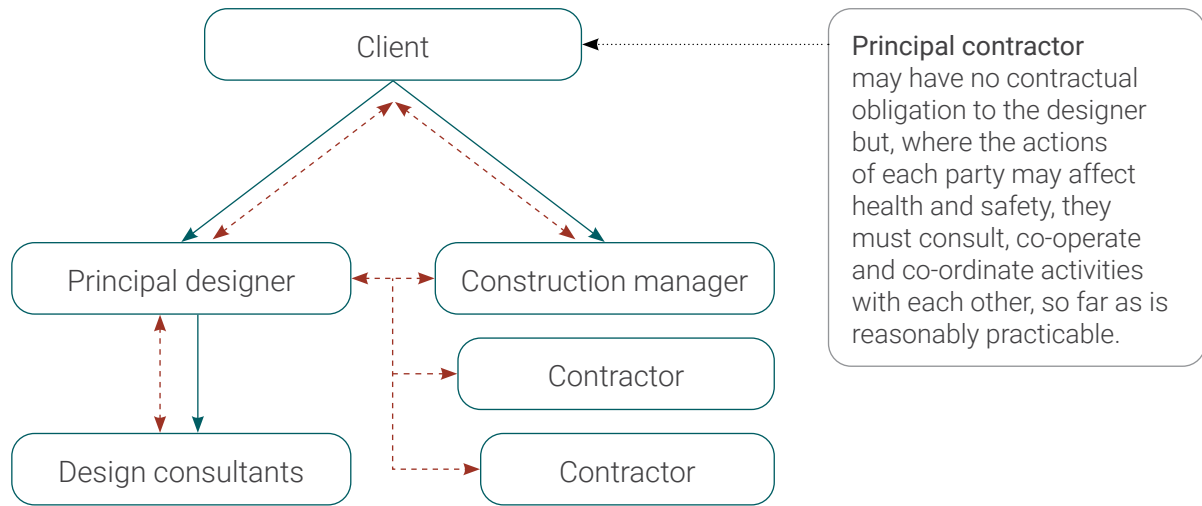 Client
Principal contractor
may have no contractual
obligation to the designer
but, where the actions
of each party may affect
health and safety, they
must consult, co-operate
and co-ordinate activities
with each other, so far as is
reasonably practicable.
Principal designer
Construction manager
Contractor
Design consultants
Contractor